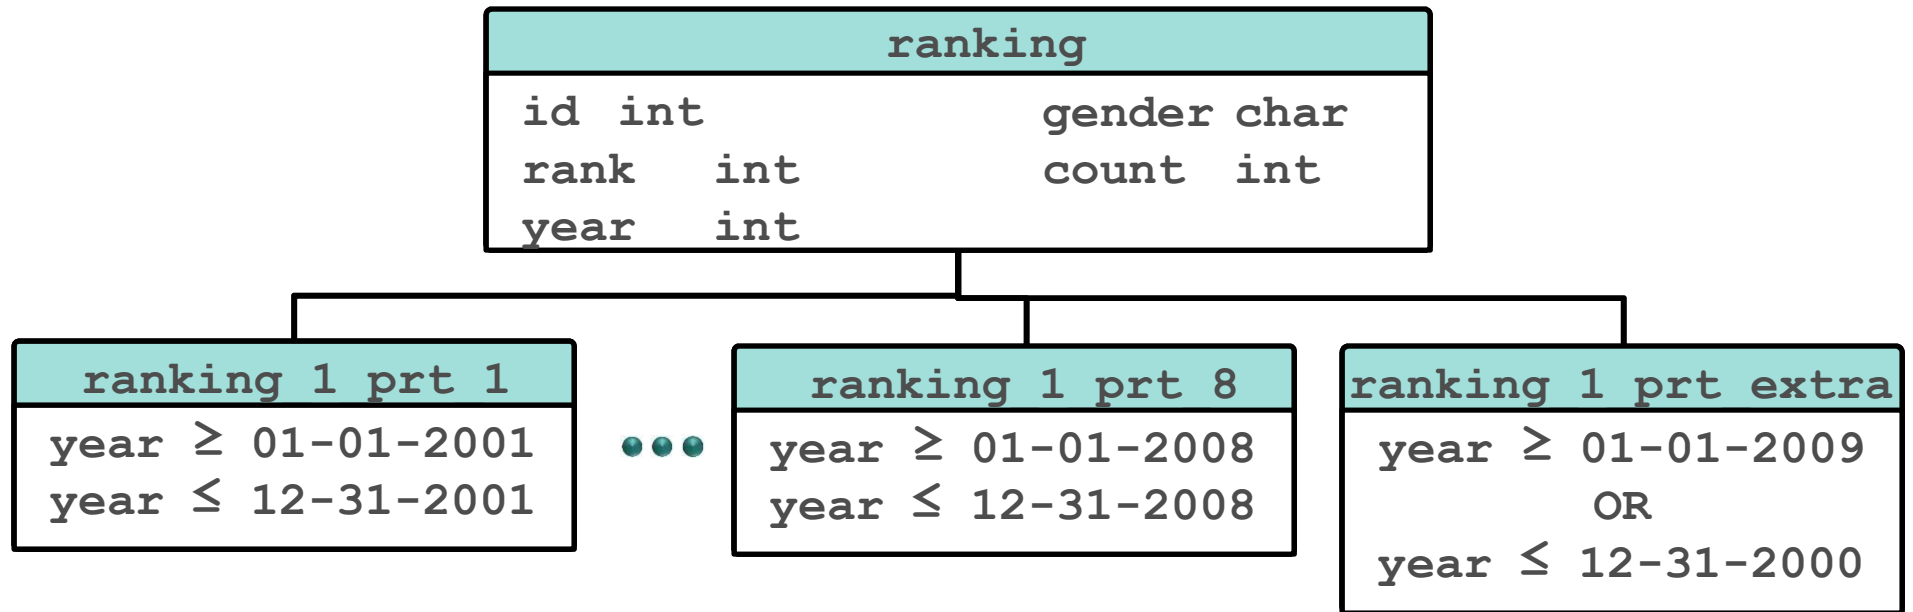 ranking
id int gender char
rank int count int
year int
ranking 1 prt 1
year ≥ 01-01-2001
year ≤ 12-31-2001
ranking 1 prt 8
year ≥ 01-01-2008
year ≤ 12-31-2008
ranking 1 prt extra
year ≥ 01-01-2009
OR
year ≤ 12-31-2000